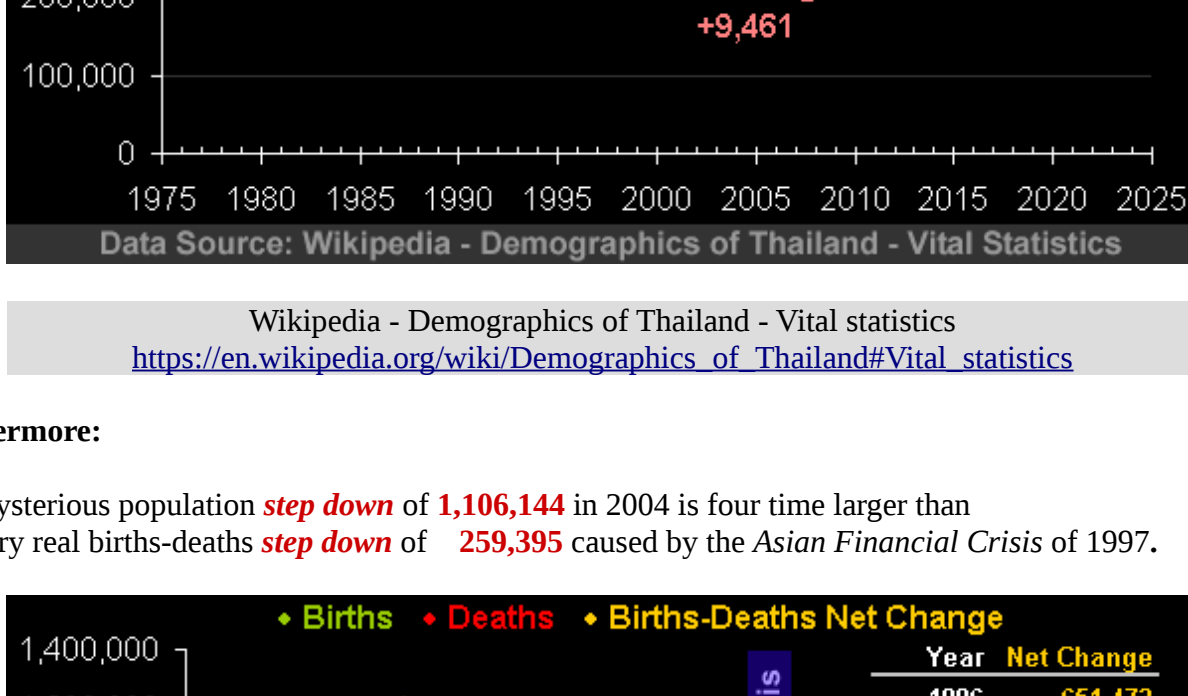 +9,461
100,000
0
1975 1980 1985 1990 1995 2000 2005 2010 2015 2020 2025
Data Source: Wikipedia - Demographics of Thailand - Vital Statistics
Wikipedia - Demographics of Thailand - Vital statistics
https://en.wikipedia.org/wiki/Demographics_of_Thailand#Vital_statistics
ermore:
ysterious population step down of 1,106,144 in 2004 is four time larger than
ry real births-deaths step down of 259,395 caused by the Asian Financial Crisis of 1997.
• Births • Deaths • Births-Deaths Net Change
1,400,000
Year Net Change
is